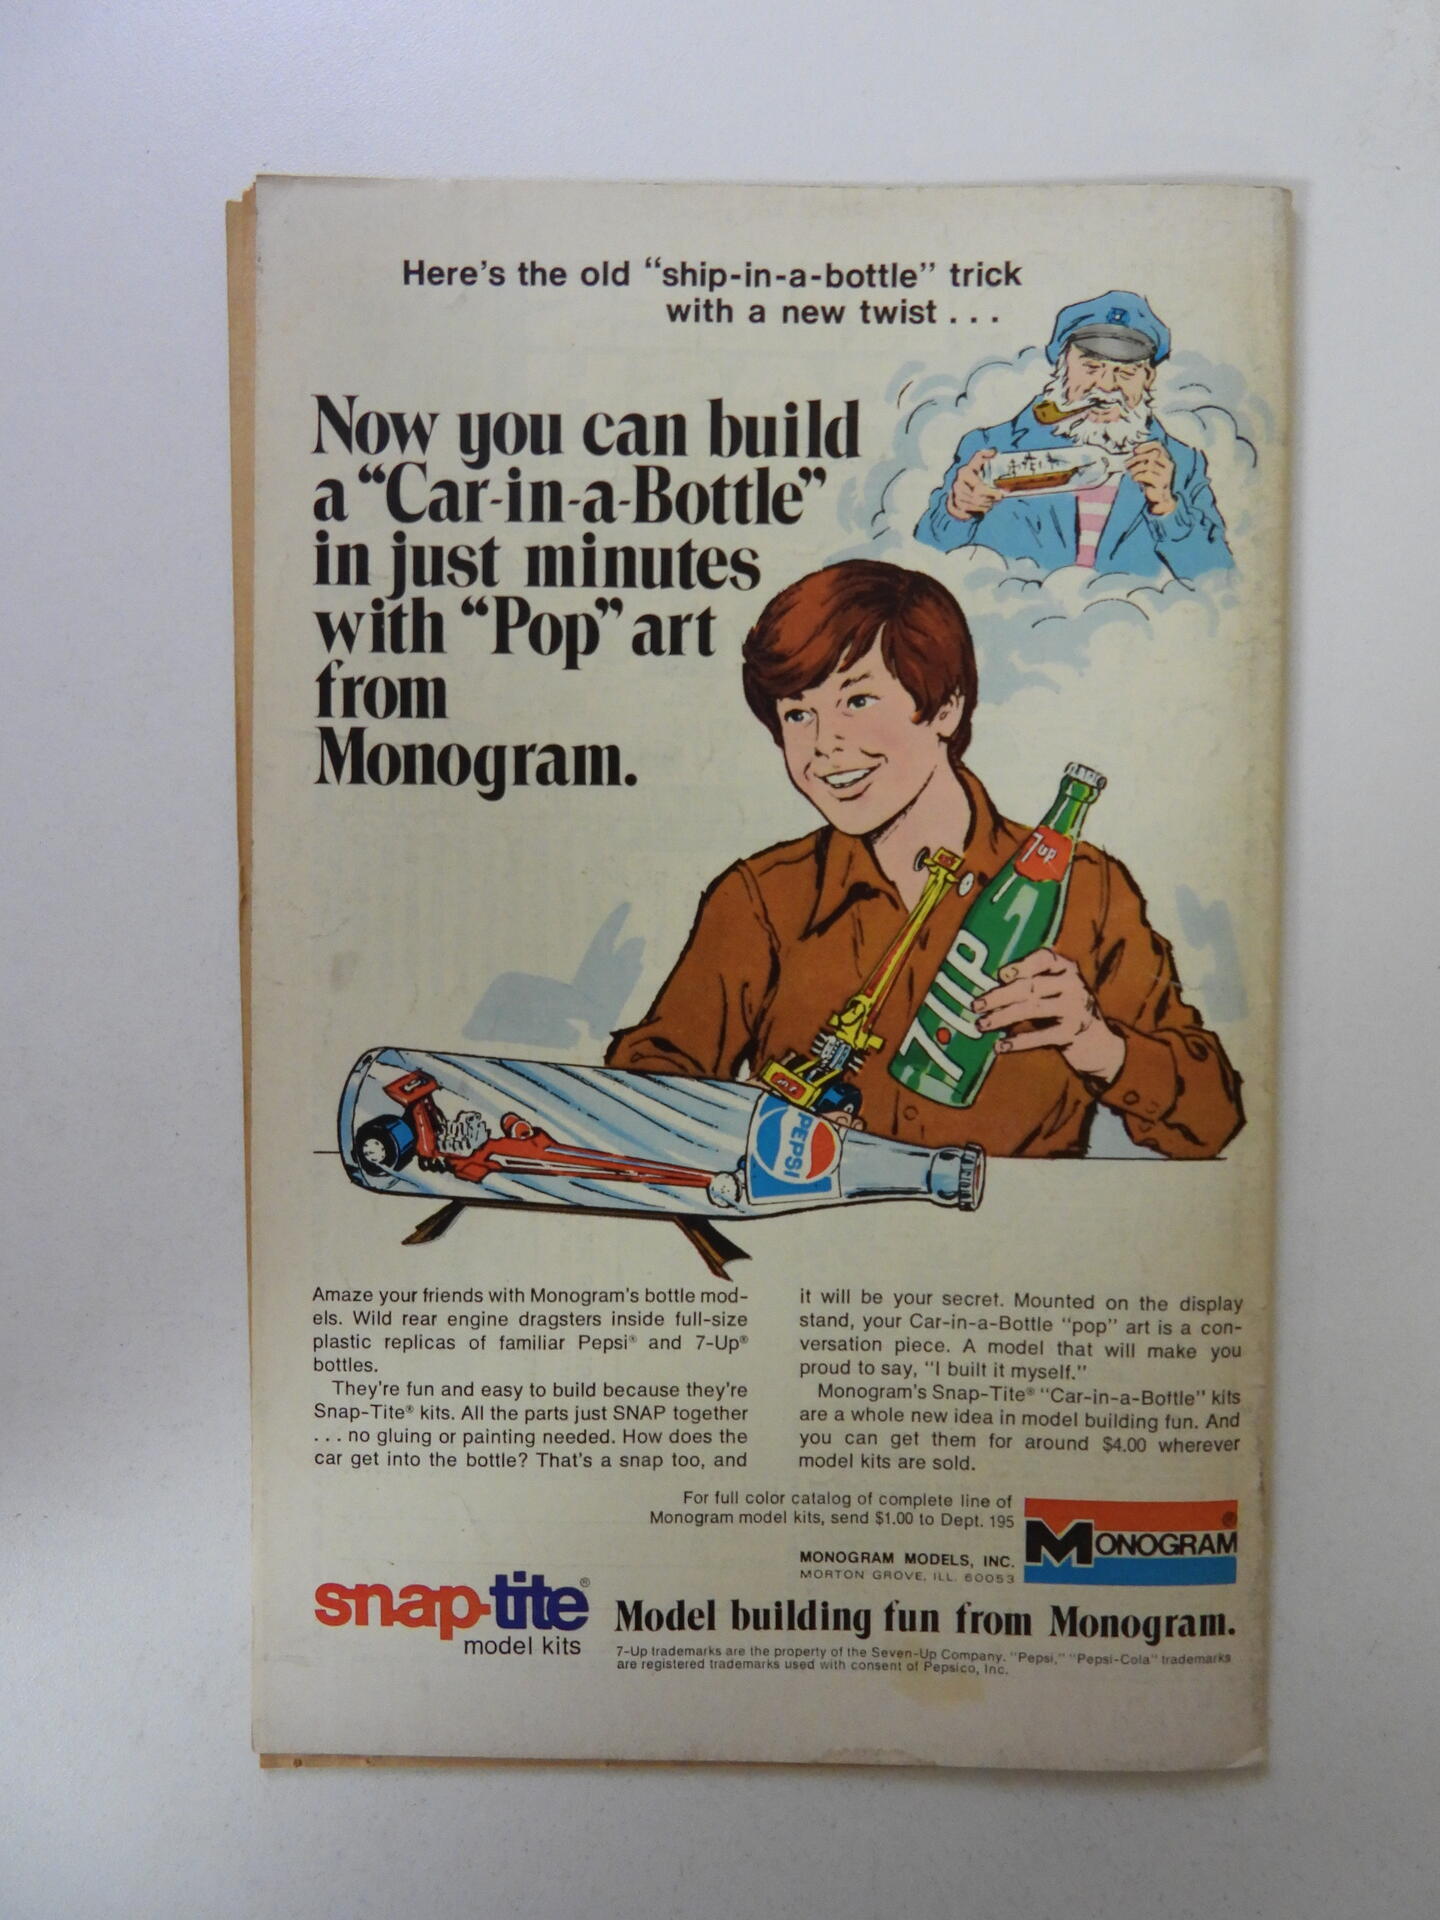 Here's the old "ship-in-a-bottle" trick
with a new twist . . .
Now you can build
a "Car-in-a-Bottle"
in just minutes
with "Pop" art
from
Monogram.
7up
7-UP
PEPSI
Amaze your friends with Monogram's bottle mod-
els. Wild rear engine dragsters inside full-size
plastic replicas of familiar Pepsi® and 7-Up®
bottles.
They're fun and easy to build because they're
Snap-Tite® kits. All the parts just SNAP together
. . . no gluing or painting needed. How does the
car get into the bottle? That's a snap too, and
it will be your secret. Mounted on the display
stand, your Car-in-a-Bottle "pop" art is a con-
versation piece. A model that will make you
proud to say, "I built it myself."
Monogram's Snap-Tite® "Car-in-a-Bottle" kits
are a whole new idea in model building fun. And
you can get them for around $4.00 wherever
model kits are sold.
For full color catalog of complete line of
Monogram model kits, send $1.00 to Dept. 195
MONOGRAM MODELS, INC.
MORTON GROVE, ILL. 60053
MONOGRAM®
snap-tite®
model kits
Model building fun from Monogram.
7-Up trademarks are the property of the Seven-Up Company. "Pepsi," "Pepsi-Cola" trademarks
are registered trademarks used with consent of Pepsico, Inc.